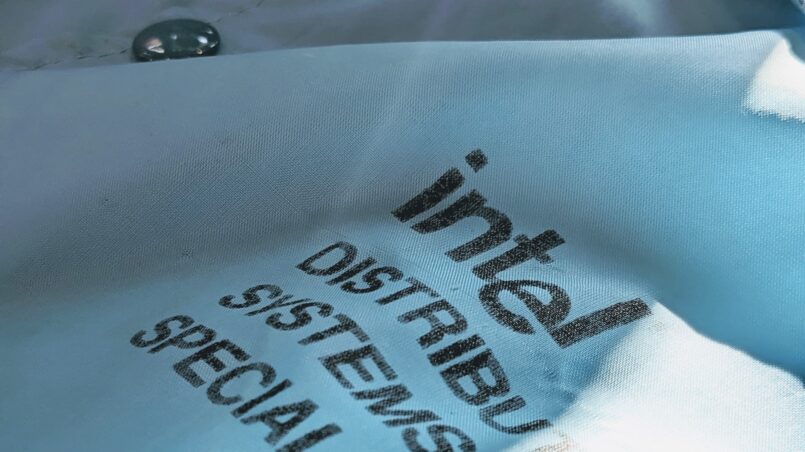 intel
DISTRIBU
SYSTEMS
SPECIAL